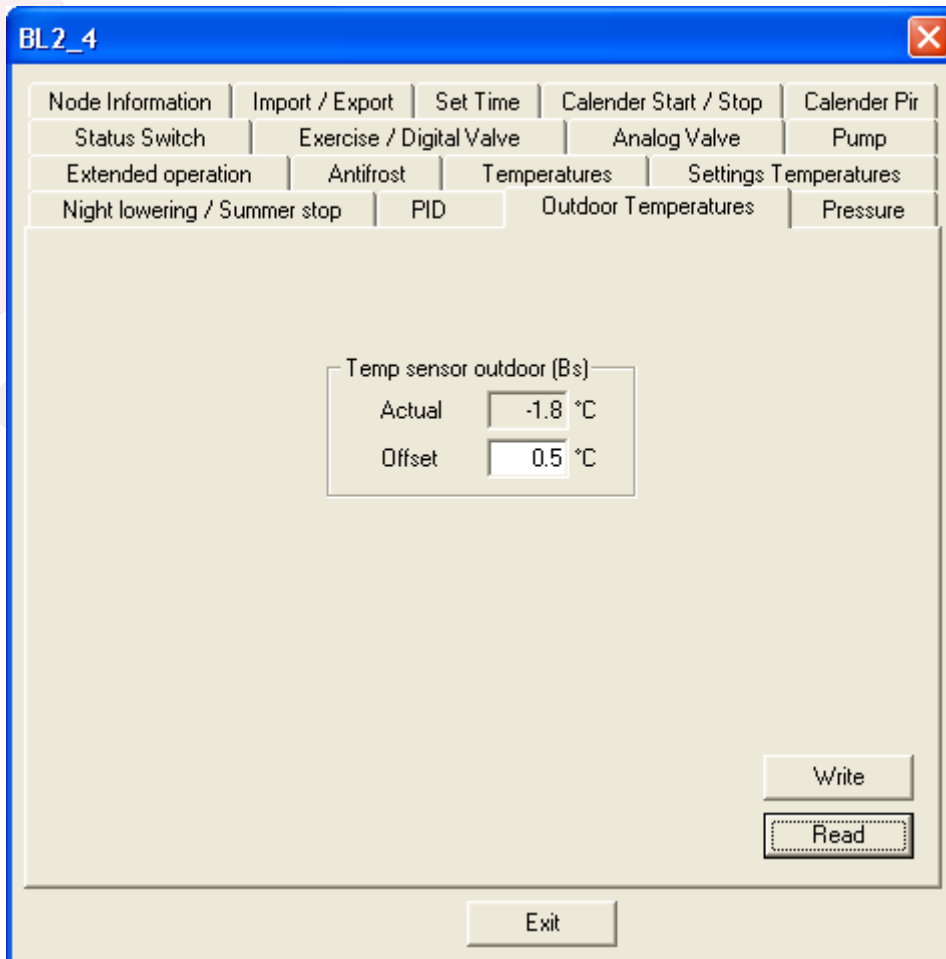 BL2_4
Node Information Import / Export Set Time Calender Start / Stop Calender Pir
Status Switch Exercise / Digital Valve Analog Valve Pump
Extended operation Antifrost Temperatures Settings Temperatures
Night lowering / Summer stop PID Outdoor Temperatures Pressure
Temp sensor outdoor (Bs)
Actual -1.8 °C
Offset 0.5 °C
Write
Read
Exit